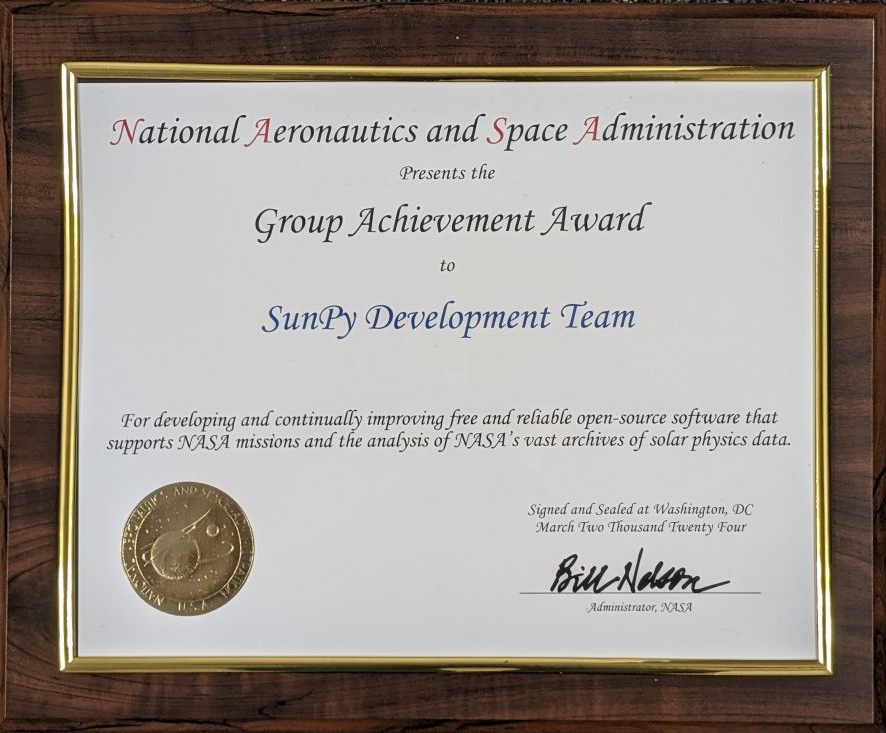 National Aeronautics and Space Administration
Presents the
Group Achievement Award
to
SunPy Development Team
For developing and continually improving free and reliable open-source software that
supports NASA missions and the analysis of NASA's vast archives of solar physics data.
NATIONAL AERONAUTICS AND SPACE ADMINISTRATION
U.S.A.
Signed and Sealed at Washington, DC
March Two Thousand Twenty Four
Bill Nelson
Administrator, NASA